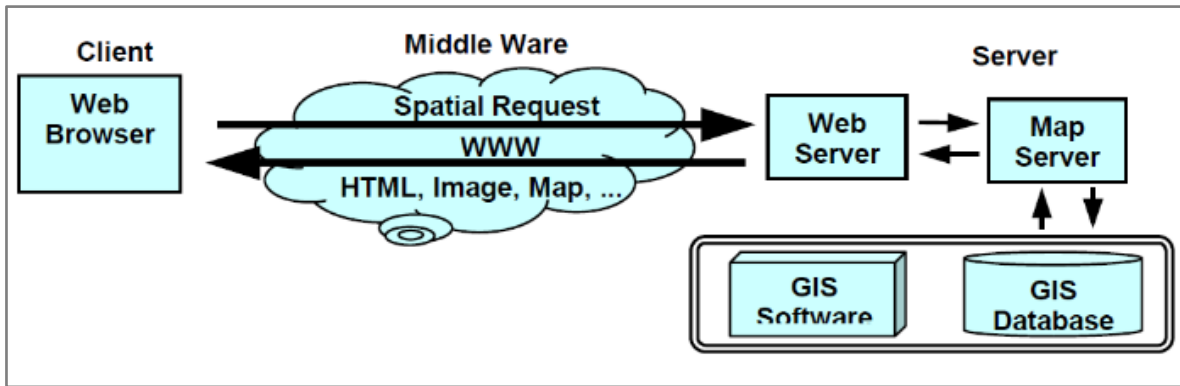 Client
Middle Ware
Server
Web
Browser
Spatial Request
WWW
HTML, Image, Map, ...
Web
Server
Map
Server
GIS
Software
GIS
Database